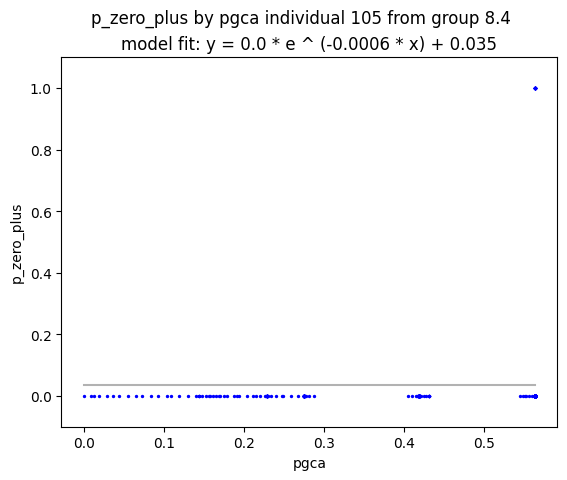 p_zero_plus by pgca individual 105 from group 8.4
model fit: y = 0.0 * e ^ (-0.0006 * x) + 0.035
1.0
0.8
0.6
0.4
0.2
0.0
p_zero_plus
0.0 0.1 0.2 0.3 0.4 0.5
pgca